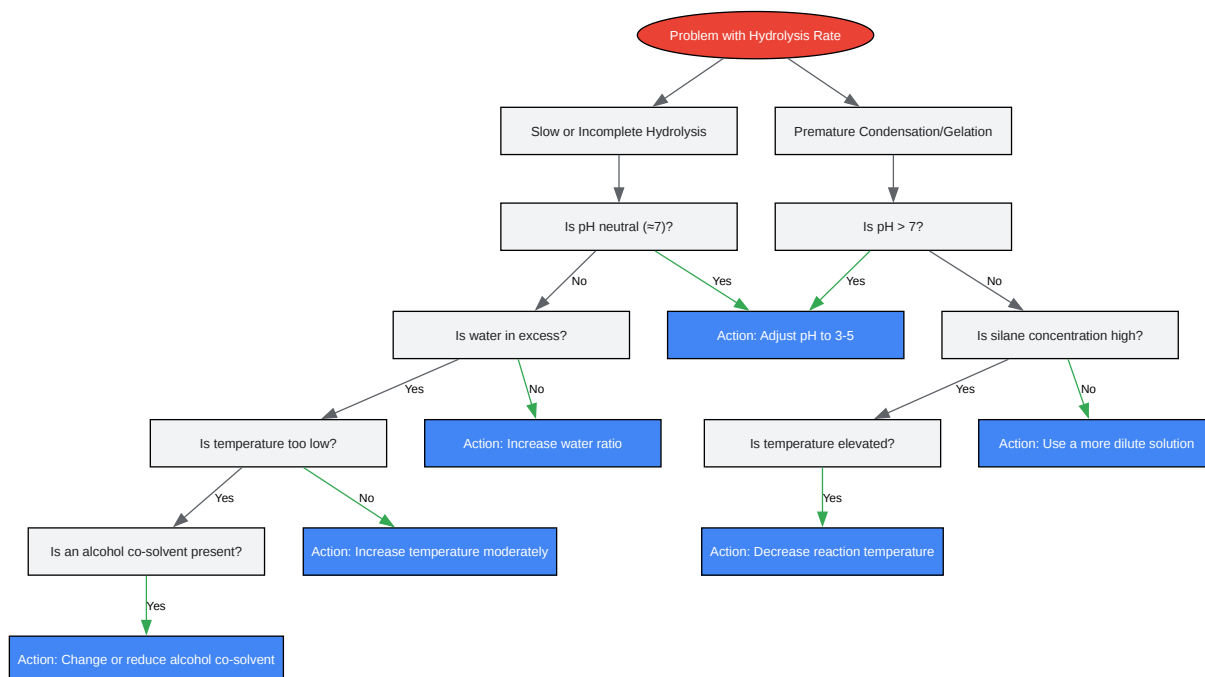 Problem with Hydrolysis Rate
Slow or Incomplete Hydrolysis
Premature Condensation/Gelation
Is pH neutral (≈7)?
Is pH > 7?
No
Yes
Yes
No
Is water in excess?
Action: Adjust pH to 3-5
Is silane concentration high?
Yes
No
Yes
No
Is temperature too low?
Action: Increase water ratio
Is temperature elevated?
Action: Use a more dilute solution
Yes
No
Yes
Is an alcohol co-solvent present?
Action: Increase temperature moderately
Action: Decrease reaction temperature
Yes
Action: Change or reduce alcohol co-solvent